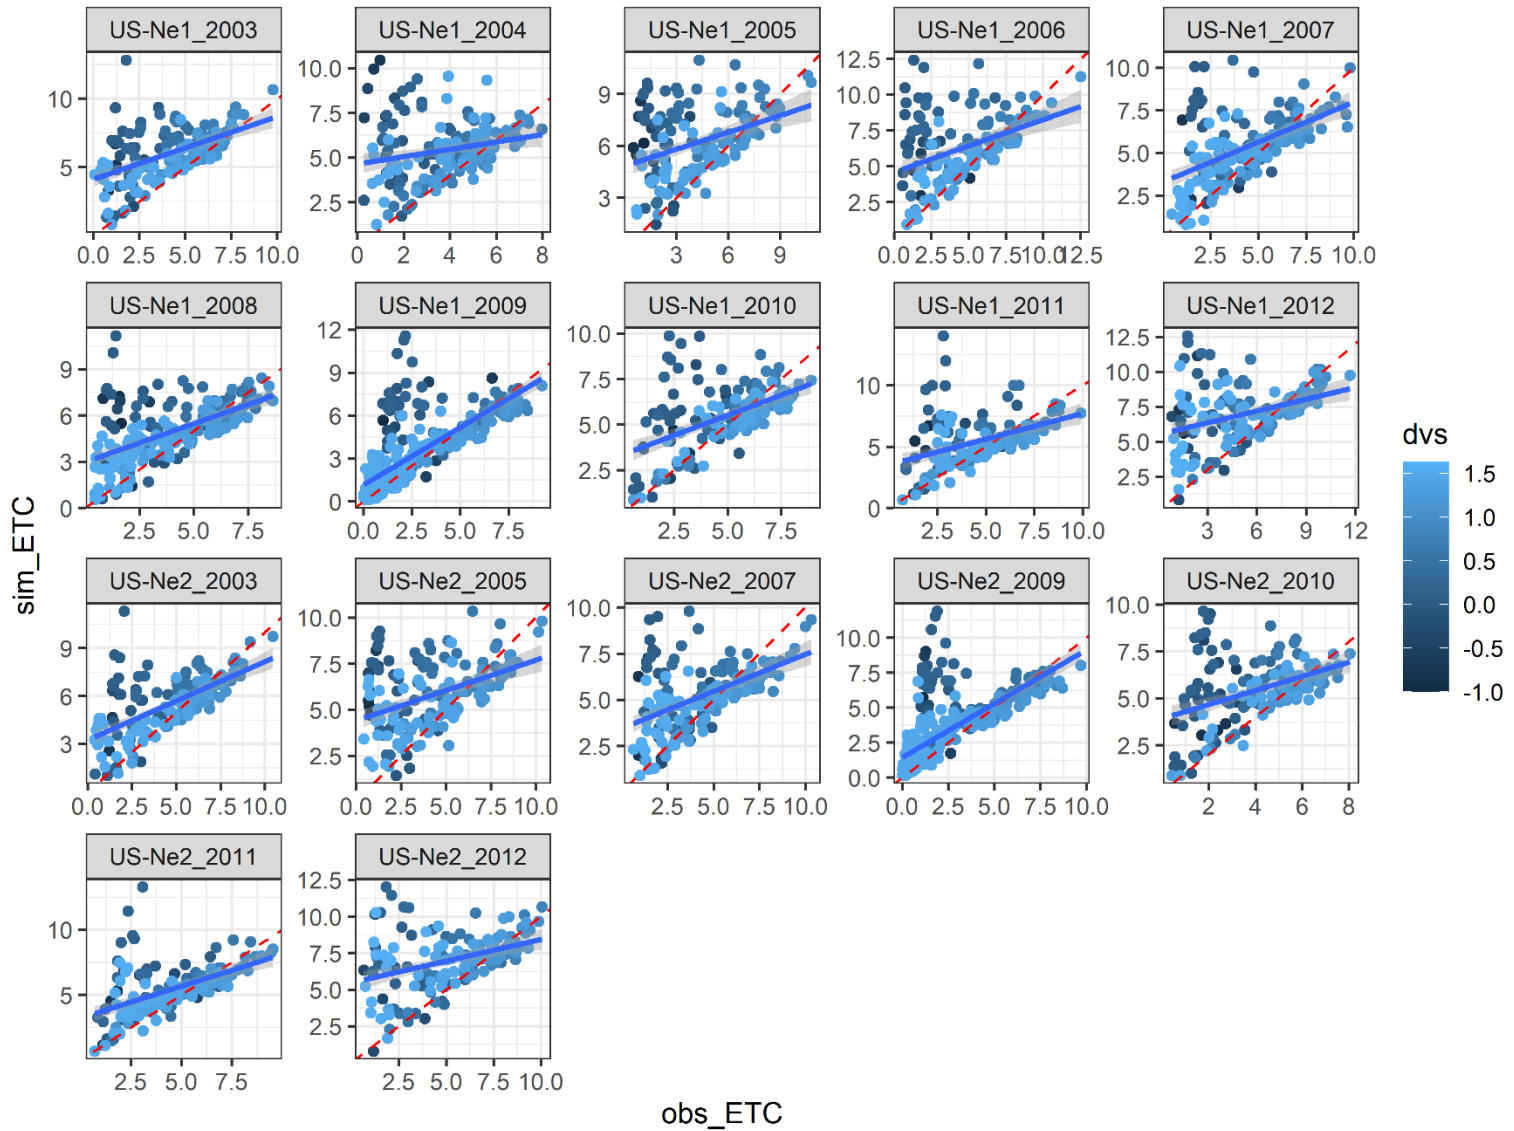 US-Ne1_2003 US-Ne1_2004 US-Ne1_2005 US-Ne1_2006 US-Ne1_2007
10 5
0.0 2.5 5.0 7.5 10.0
10.0 7.5 5.0 2.5
0 2 4 6 8
9 6 3
3 6 9
12.5 10.0 7.5 5.0 2.5
0.0 2.5 5.0 7.5 10.0 12.5
10.0 7.5 5.0 2.5
2.5 5.0 7.5 10.0
US-Ne1_2008 US-Ne1_2009 US-Ne1_2010 US-Ne1_2011 US-Ne1_2012
9 6 3 0
2.5 5.0 7.5
12 9 6 3 0
0.0 2.5 5.0 7.5
10.0 7.5 5.0 2.5
2.5 5.0 7.5
10 5 0
2.5 5.0 7.5 10.0
12.5 10.0 7.5 5.0 2.5
3 6 9 12
US-Ne2_2003 US-Ne2_2005 US-Ne2_2007 US-Ne2_2009 US-Ne2_2010
9 6 3
0.0 2.5 5.0 7.5 10.0
10.0 7.5 5.0 2.5
0.0 2.5 5.0 7.5 10.0
10.0 7.5 5.0 2.5
2.5 5.0 7.5 10.0
10.0 7.5 5.0 2.5 0.0
0.0 2.5 5.0 7.5 10.0
10.0 7.5 5.0 2.5
2 4 6 8
US-Ne2_2011 US-Ne2_2012
10 5
2.5 5.0 7.5
12.5 10.0 7.5 5.0 2.5
2.5 5.0 7.5 10.0
sim_ETC
obs_ETC
dvs
1.5
1.0
0.5
0.0
-0.5
-1.0